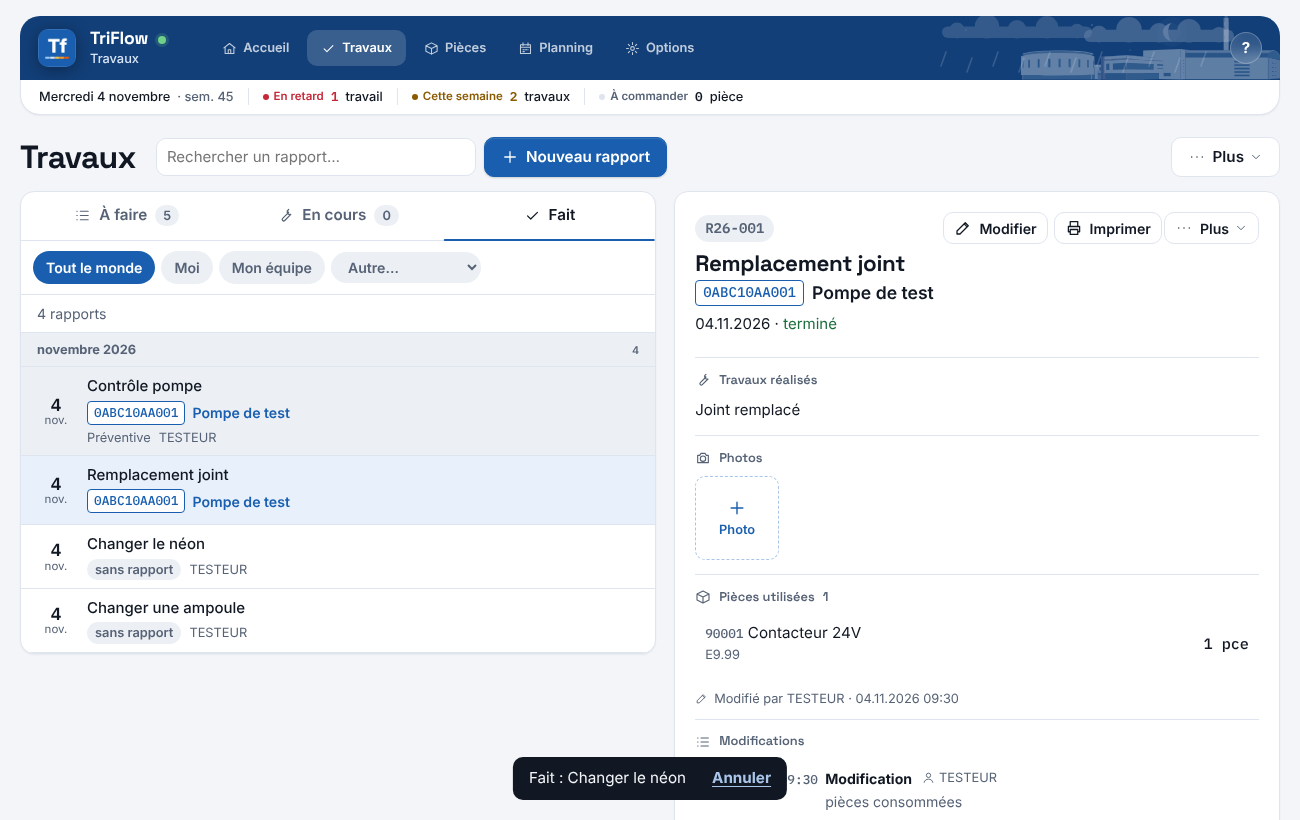 Tf
TriFlow
Travaux
Accueil
Travaux
Pièces
Planning
Options
?
Mercredi 4 novembre · sem. 45
En retard 1 travail
Cette semaine 2 travaux
À commander 0 pièce
Travaux
Rechercher un rapport...
Nouveau rapport
··· Plus
À faire 5
En cours 0
Fait
Tout le monde
Moi
Mon équipe
Autre...
4 rapports
novembre 2026 4
4 nov.
Contrôle pompe
0ABC10AA001 Pompe de test
Préventive TESTEUR
4 nov.
Remplacement joint
0ABC10AA001 Pompe de test
4 nov.
Changer le néon
sans rapport TESTEUR
4 nov.
Changer une ampoule
sans rapport TESTEUR
R26-001
Modifier
Imprimer
··· Plus
Remplacement joint
0ABC10AA001 Pompe de test
04.11.2026 · terminé
Travaux réalisés
Joint remplacé
Photos
Photo
Pièces utilisées 1
90001 Contacteur 24V
E9.99
1 pce
Modifié par TESTEUR · 04.11.2026 09:30
Modifications
9:30 Modification TESTEUR
pièces consommées
Fait : Changer le néon Annuler